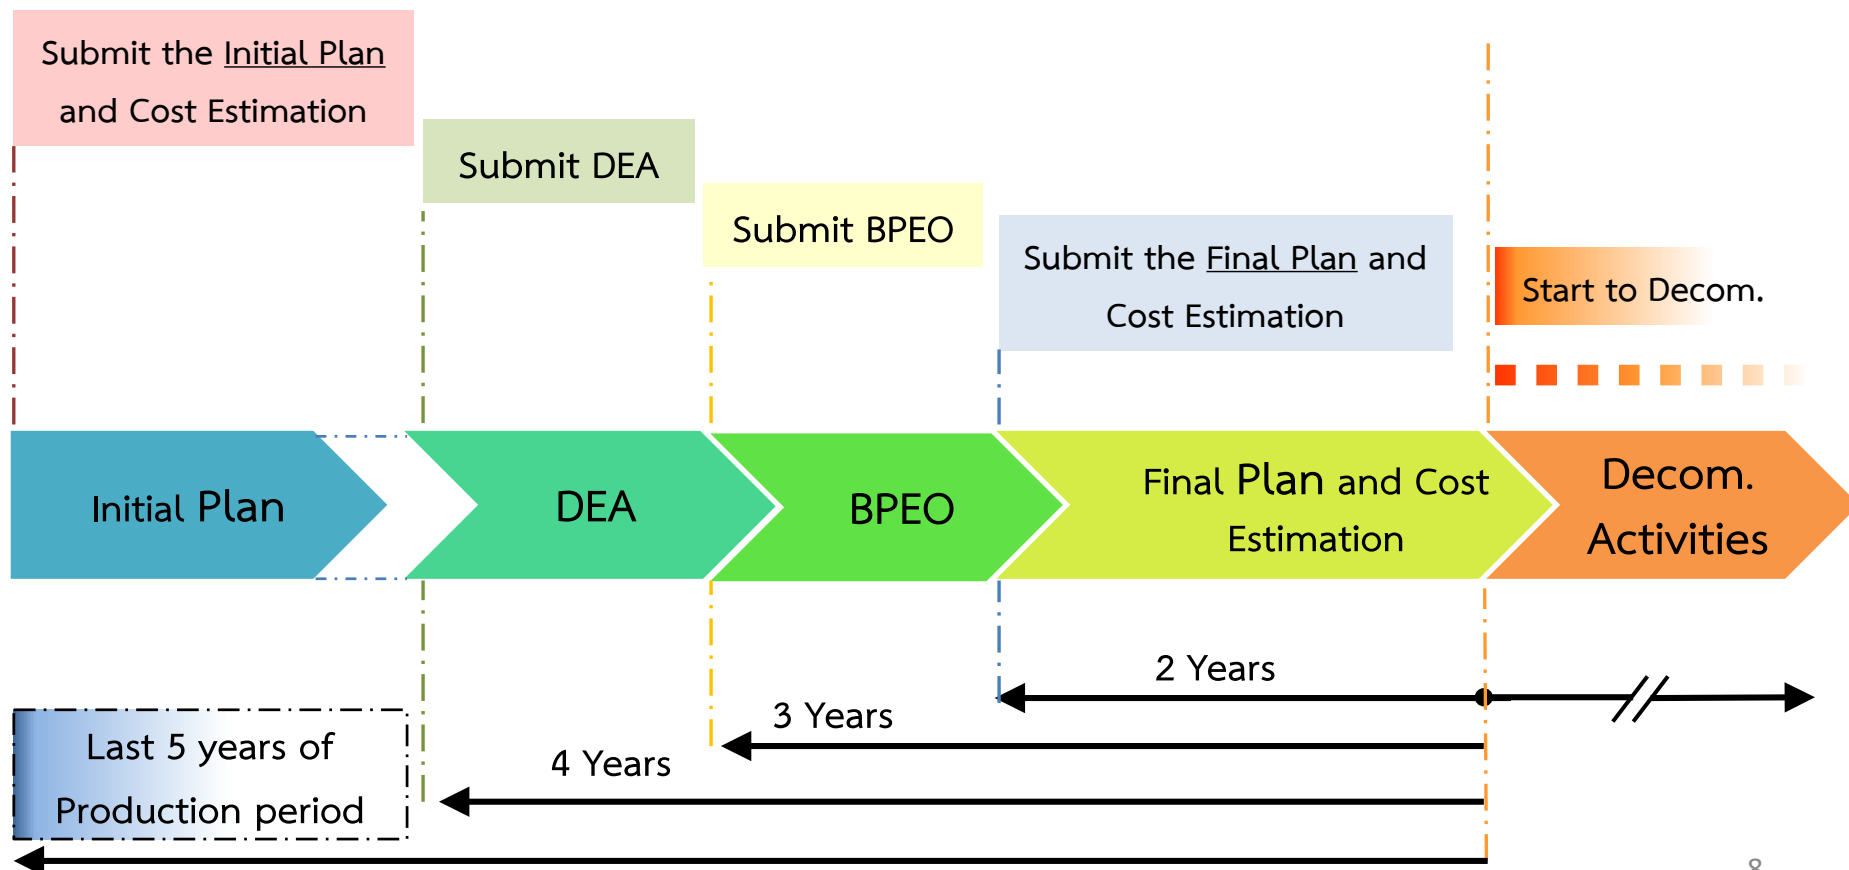 Submit the Initial Plan
and Cost Estimation
Submit DEA
Submit BPEO
Submit the Final Plan and
Cost Estimation
Start to Decom.
Initial Plan
DEA
BPEO
Final Plan and Cost
Estimation
Decom.
Activities
2 Years
3 Years
4 Years
Last 5 years of
Production period
8